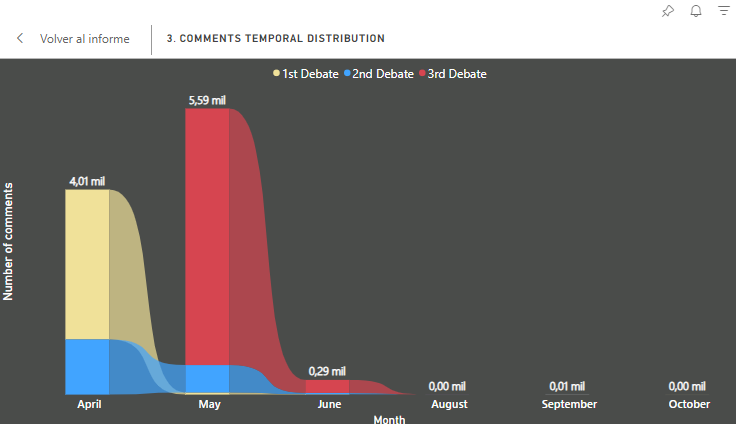 Volver al informe
3. COMMENTS TEMPORAL DISTRIBUTION
1st Debate 2nd Debate 3rd Debate
5,59 mil
4,01 mil
0,29 mil
0,00 mil
0,01 mil
0,00 mil
Number of comments
April May June August September October
Month